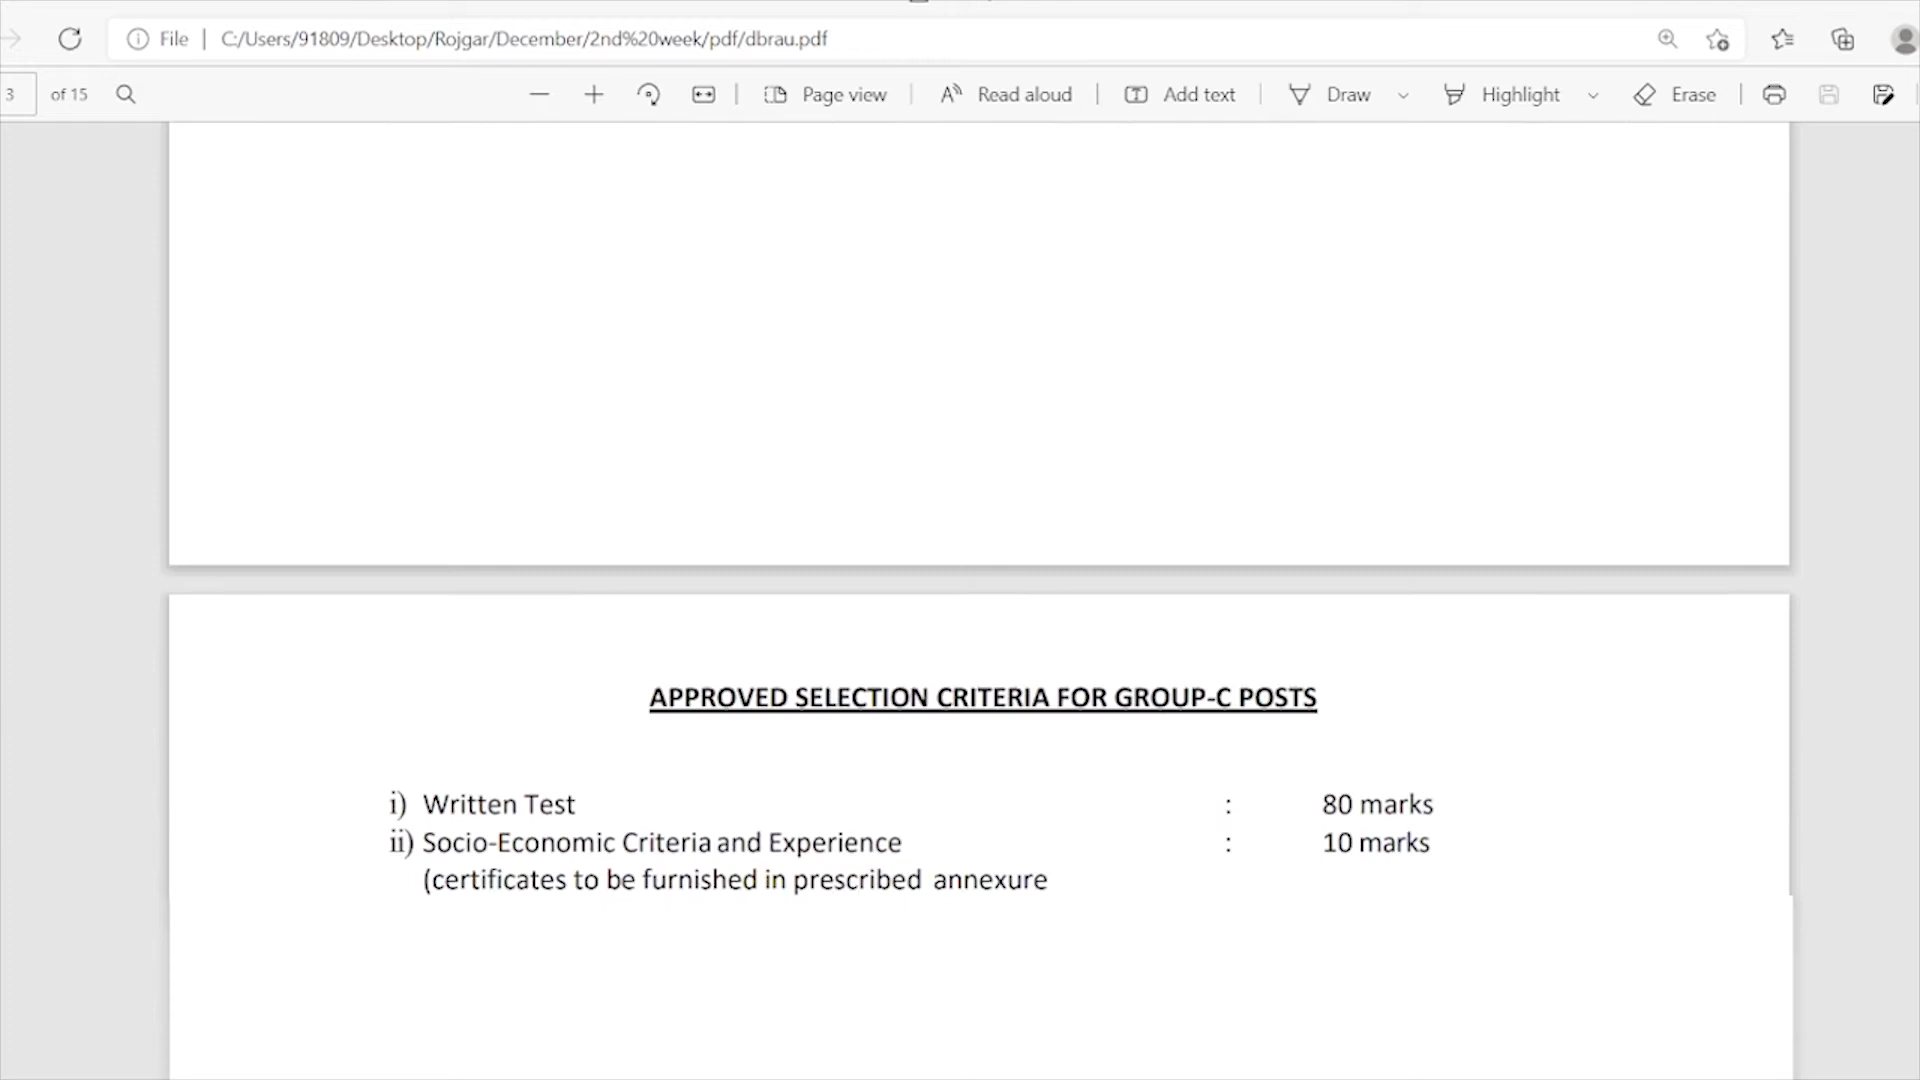 File | C:/Users/91809/Desktop/Rojgar/December/2nd%20week/pdf/dbrau.pdf
3 of 15 Page view Read aloud Add text Draw Highlight Erase
APPROVED SELECTION CRITERIA FOR GROUP-C POSTS
i) Written Test : 80 marks
ii) Socio-Economic Criteria and Experience : 10 marks
(certificates to be furnished in prescribed annexure